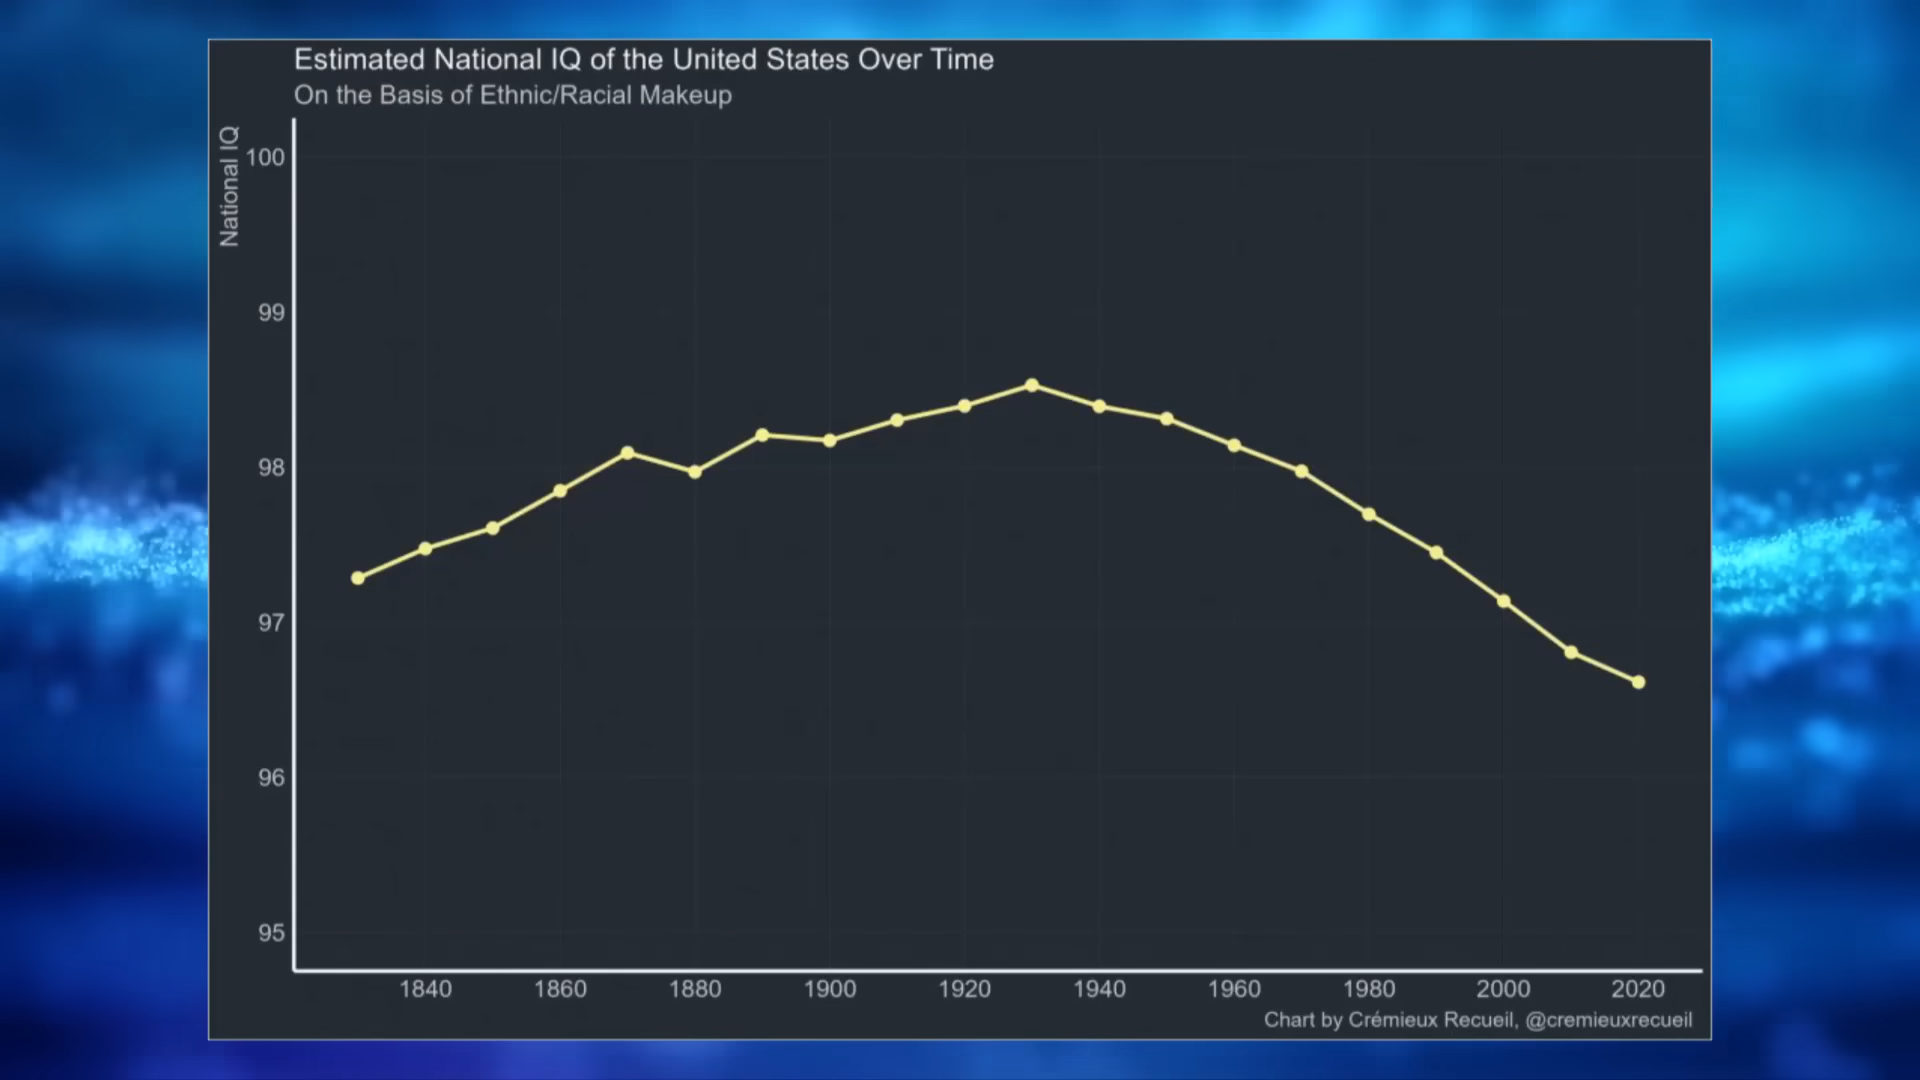 Estimated National IQ of the United States Over Time
On the Basis of Ethnic/Racial Makeup
National IQ
100
99
98
97
96
95
1840 1860 1880 1900 1920 1940 1960 1980 2000 2020
Chart by Crémieux Recueil, @cremieuxrecueil